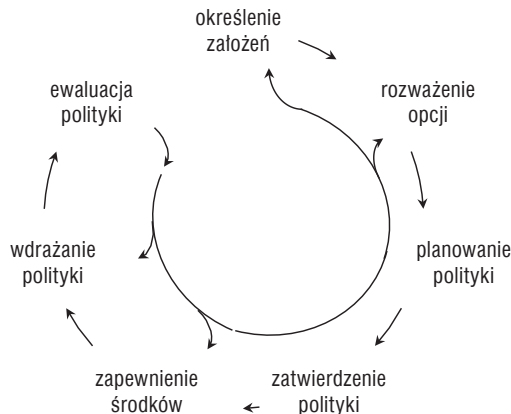 określenie
założeń
rozważenie
opcji
planowanie
polityki
zatwierdzenie
polityki
zapewnienie
środków
wdrażanie
polityki
ewaluacja
polityki